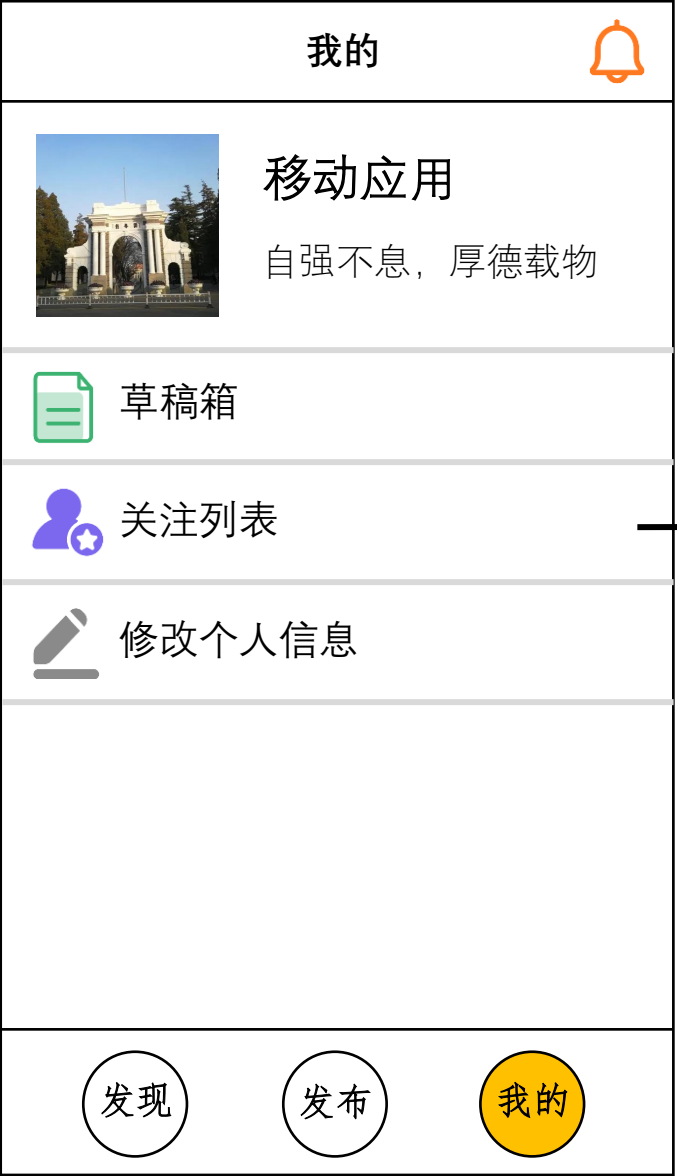 我的
移动应用
自强不息，厚德载物
草稿箱
关注列表
修改个人信息
发现
发布
我的